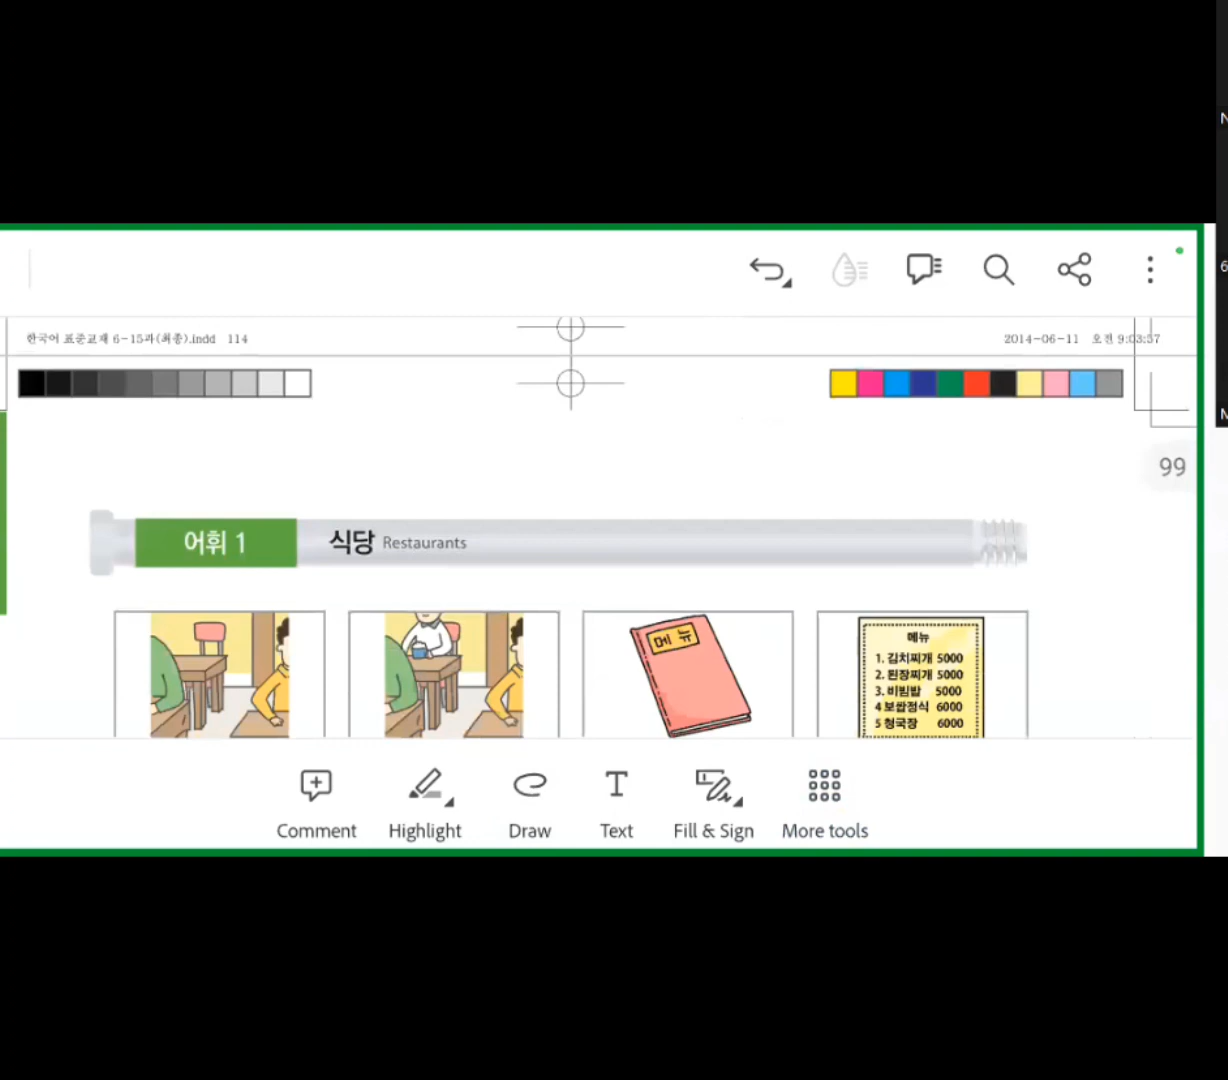 한국어 표준교재 6-15과(최종).indd 114
2014-06-11 오전 9:03:57
99
어휘 1 식당 Restaurants
메뉴
메뉴
1. 김치찌개 5000
2. 된장찌개 5000
3. 비빔밥 5000
4 보쌈정식 6000
5 청국장 6000
Comment Highlight Draw Text Fill & Sign More tools